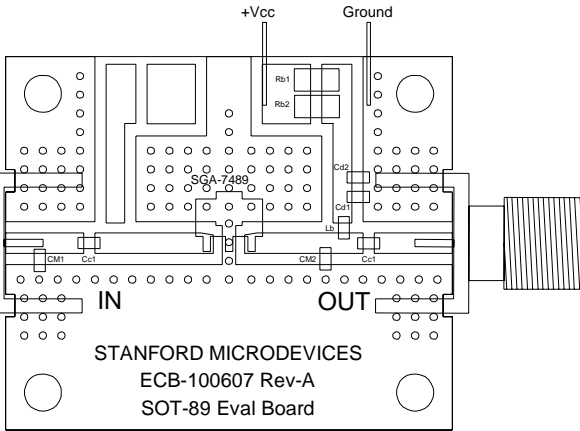 +Vcc Ground
Rb1
Rb2
Cd2
SGA-7489
Cd1
Lb
CM1 Cc1 CM2 Cc1
IN OUT
STANFORD MICRODEVICES
ECB-100607 Rev-A
SOT-89 Eval Board